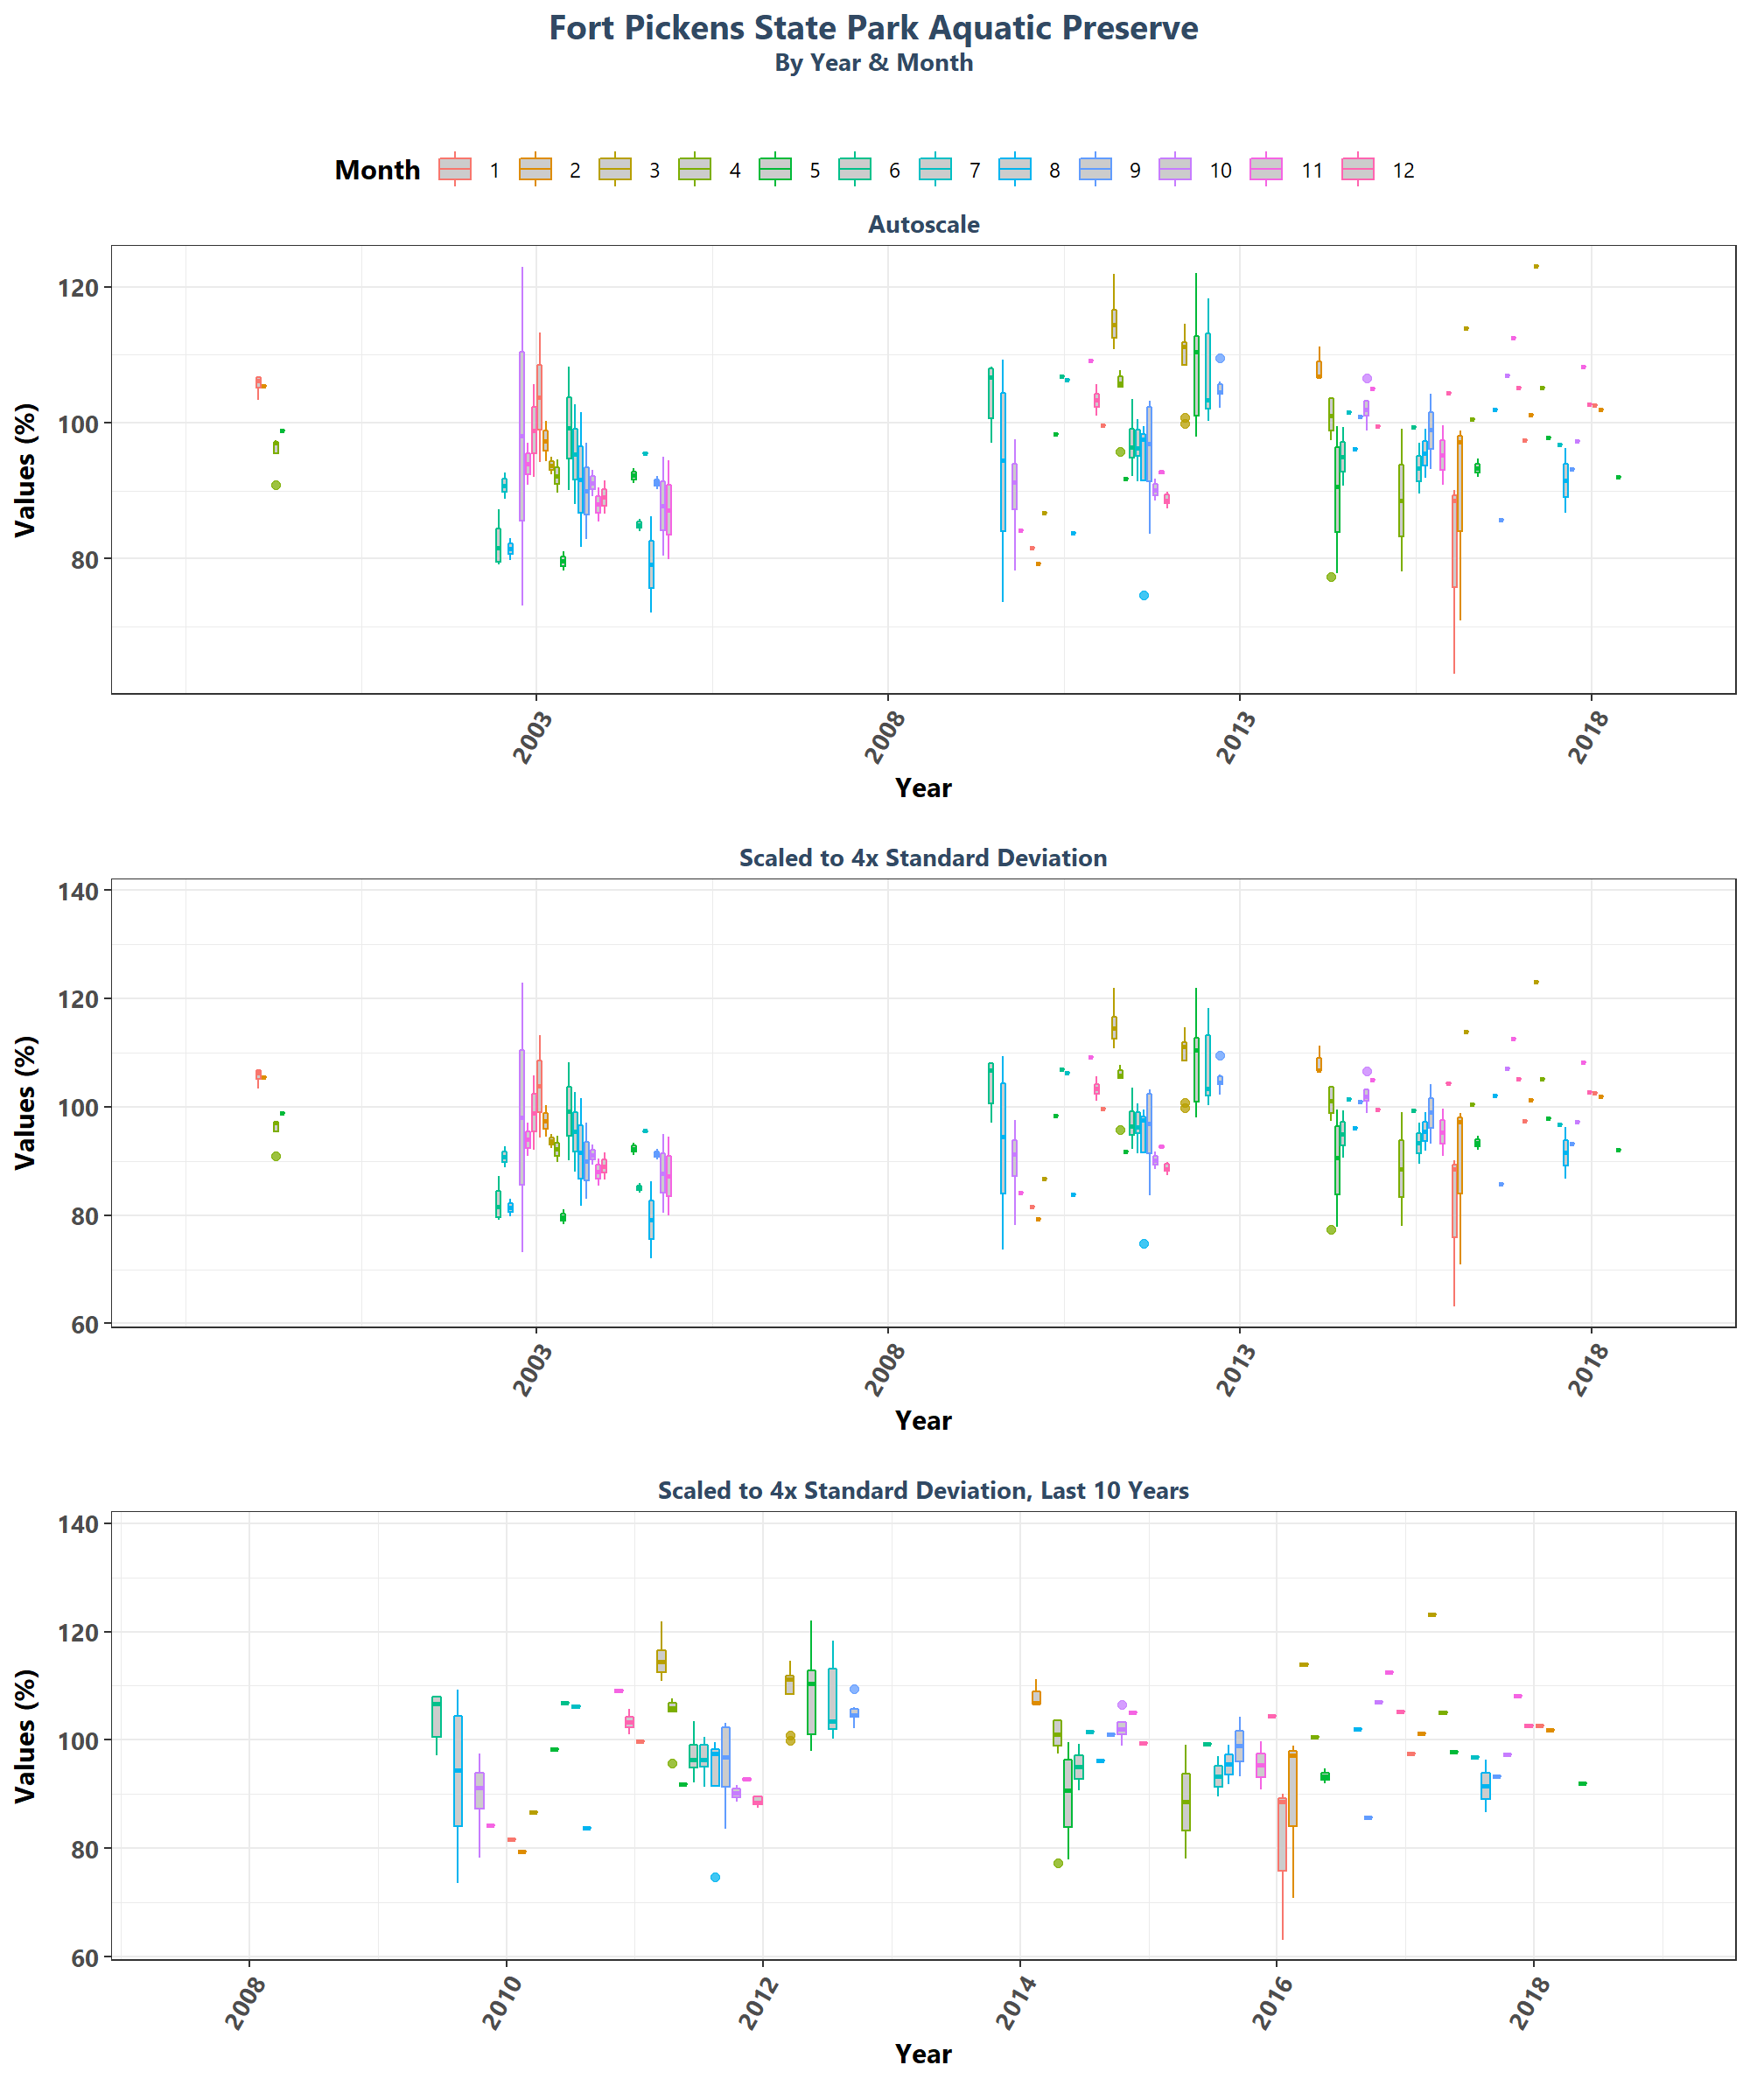 Fort Pickens State Park Aquatic Preserve
By Year & Month
Month 1 2 3 4 5 6 7 8 9 10 11 12
Autoscale
Values (%)
120
100
80
2003 2008 2013 2018
Year
Scaled to 4x Standard Deviation
Values (%)
140
120
100
80
60
2003 2008 2013 2018
Year
Scaled to 4x Standard Deviation, Last 10 Years
Values (%)
140
120
100
80
60
2008 2010 2012 2014 2016 2018
Year